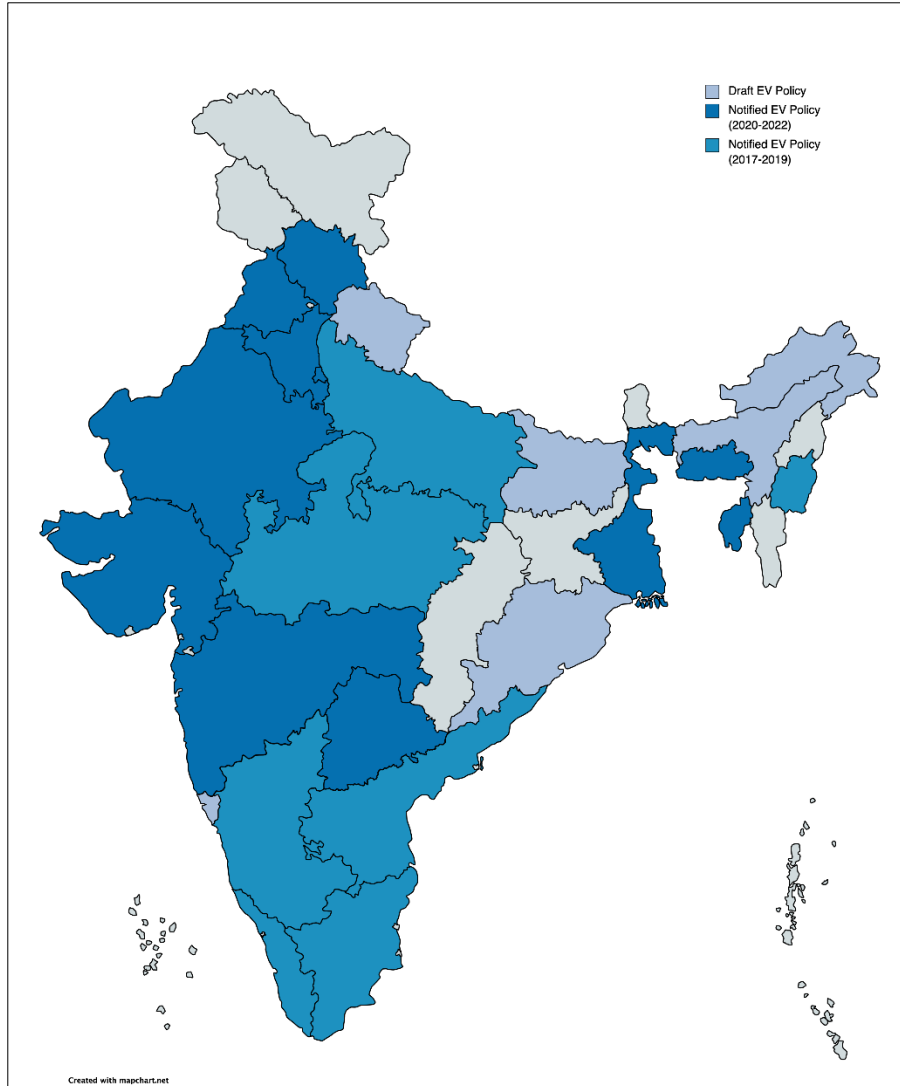 Draft EV Policy
Notified EV Policy
(2020-2022)
Notified EV Policy
(2017-2019)
Created with mapchart.net